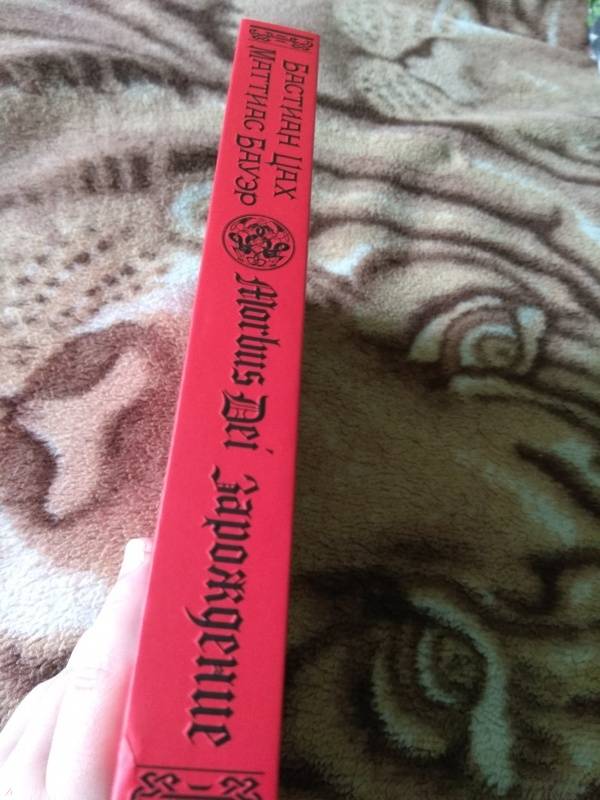 Бастиан Цах
Маттиас Бауэр
Morbus Dei Зарождение